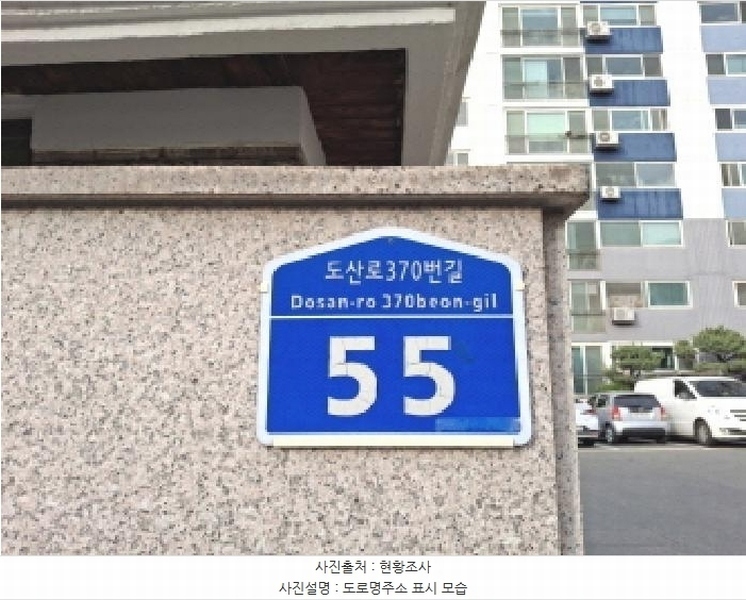 도산로370번길
Dosan-ro 370beon-gil
55
사진출처 : 현황조사
사진설명 : 도로명주소 표시 모습